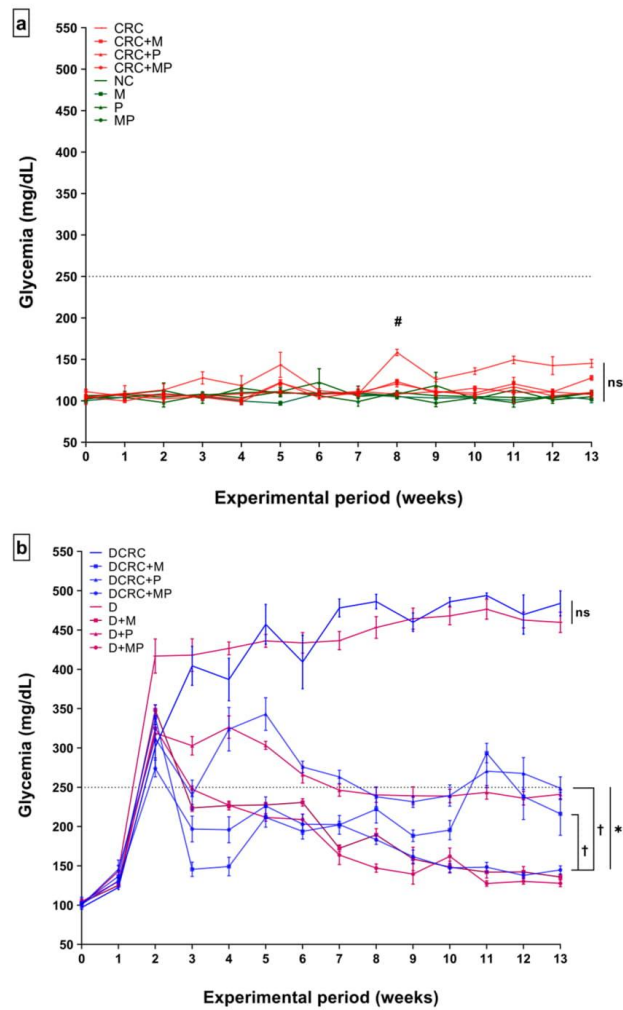 a
550
500
450
400
350
300
250
200
150
100
50
Glycemia (mg/dL)
CRC
CRC+M
CRC+P
CRC+MP
NC
M
P
MP
#
ns
0 1 2 3 4 5 6 7 8 9 10 11 12 13
Experimental period (weeks)
b
550
500
450
400
350
300
250
200
150
100
50
Glycemia (mg/dL)
DCRC
DCRC+M
DCRC+P
DCRC+MP
D
D+M
D+P
D+MP
ns
† † *
0 1 2 3 4 5 6 7 8 9 10 11 12 13
Experimental period (weeks)